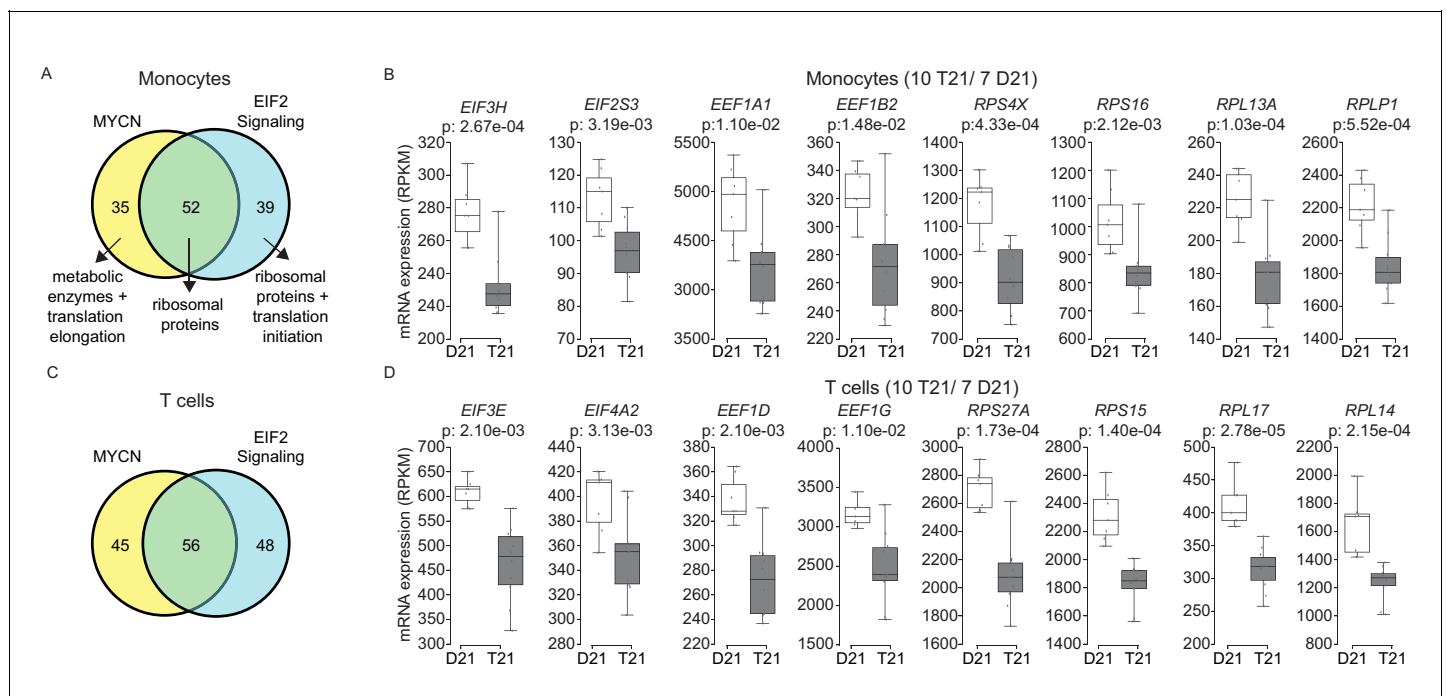 A
Monocytes
MYCN
EIF2
Signaling
35
52
39
metabolic
enzymes +
translation
elongation
ribosomal
proteins
ribosomal
proteins +
translation
initiation
B
Monocytes (10 T21/ 7 D21)
mRNA expression (RPKM)
EIF3H
p: 2.67e-04
320
300
280
260
240
220
200
D21 T21
EIF2S3
p: 3.19e-03
130
120
110
100
90
80
70
D21 T21
EEF1A1
p:1.10e-02
5500
5000
4250
3000
3500
D21 T21
EEF1B2
p:1.48e-02
360
340
320
300
280
260
240
220
D21 T21
RPS4X
p:4.33e-04
1400
1300
1200
1100
1000
900
800
700
D21 T21
RPS16
p:2.12e-03
1300
1200
1100
1000
900
800
700
600
D21 T21
RPL13A
p:1.03e-04
260
240
220
200
180
160
140
D21 T21
RPLP1
p:5.52e-04
2600
2400
2200
2000
1800
1600
1400
D21 T21
C
T cells
MYCN
EIF2
Signaling
45
56
48
D
T cells (10 T21/ 7 D21)
mRNA expression (RPKM)
EIF3E
p: 2.10e-03
700
650
600
550
500
450
400
350
300
D21 T21
EIF4A2
p: 3.13e-03
440
420
400
380
360
340
320
300
280
D21 T21
EEF1D
p: 2.10e-03
380
360
340
320
300
280
260
240
220
D21 T21
EEF1G
p: 1.10e-02
4000
3500
3000
2500
2000
1500
D21 T21
RPS27A
p: 1.73e-04
3000
2800
2600
2400
2200
2000
1800
1600
D21 T21
RPS15
p: 1.40e-04
2800
2600
2400
2200
2000
1800
1600
1400
D21 T21
RPL17
p: 2.78e-05
500
400
300
200
D21 T21
RPL14
p: 2.15e-04
2200
2000
1800
1600
1400
1200
1000
800
D21 T21